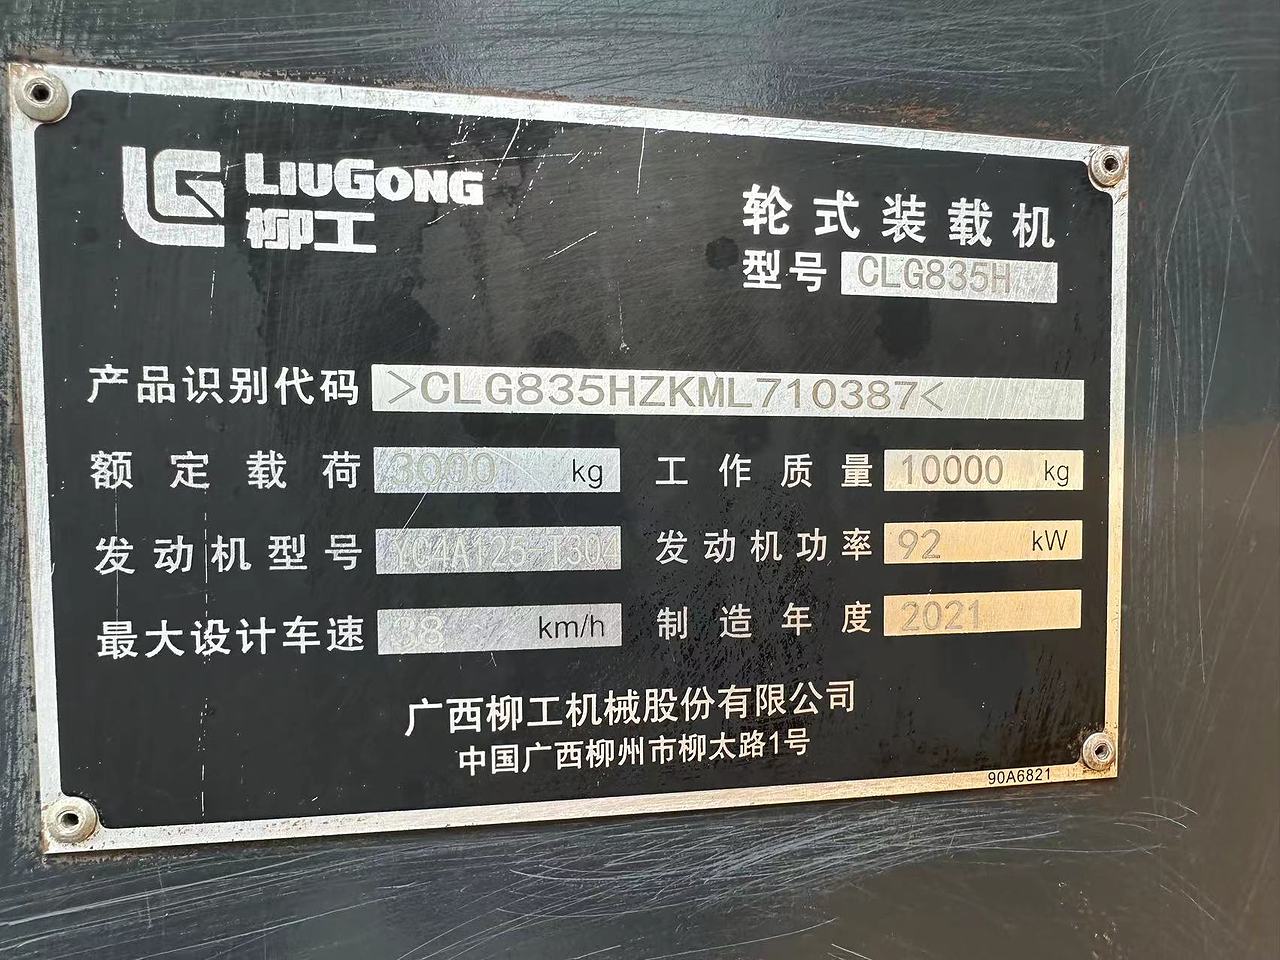 LIUGONG
柳工
轮式装载机
型号 CLG835H
产品识别代码 >CLG835HZKML710387<
额定载荷 3000 kg 工作质量 10000 kg
发动机型号 YC4A125-T304 发动机功率 92 kW
最大设计车速 38 km/h 制造年度 2021
广西柳工机械股份有限公司
中国广西柳州市柳太路1号
90A6821